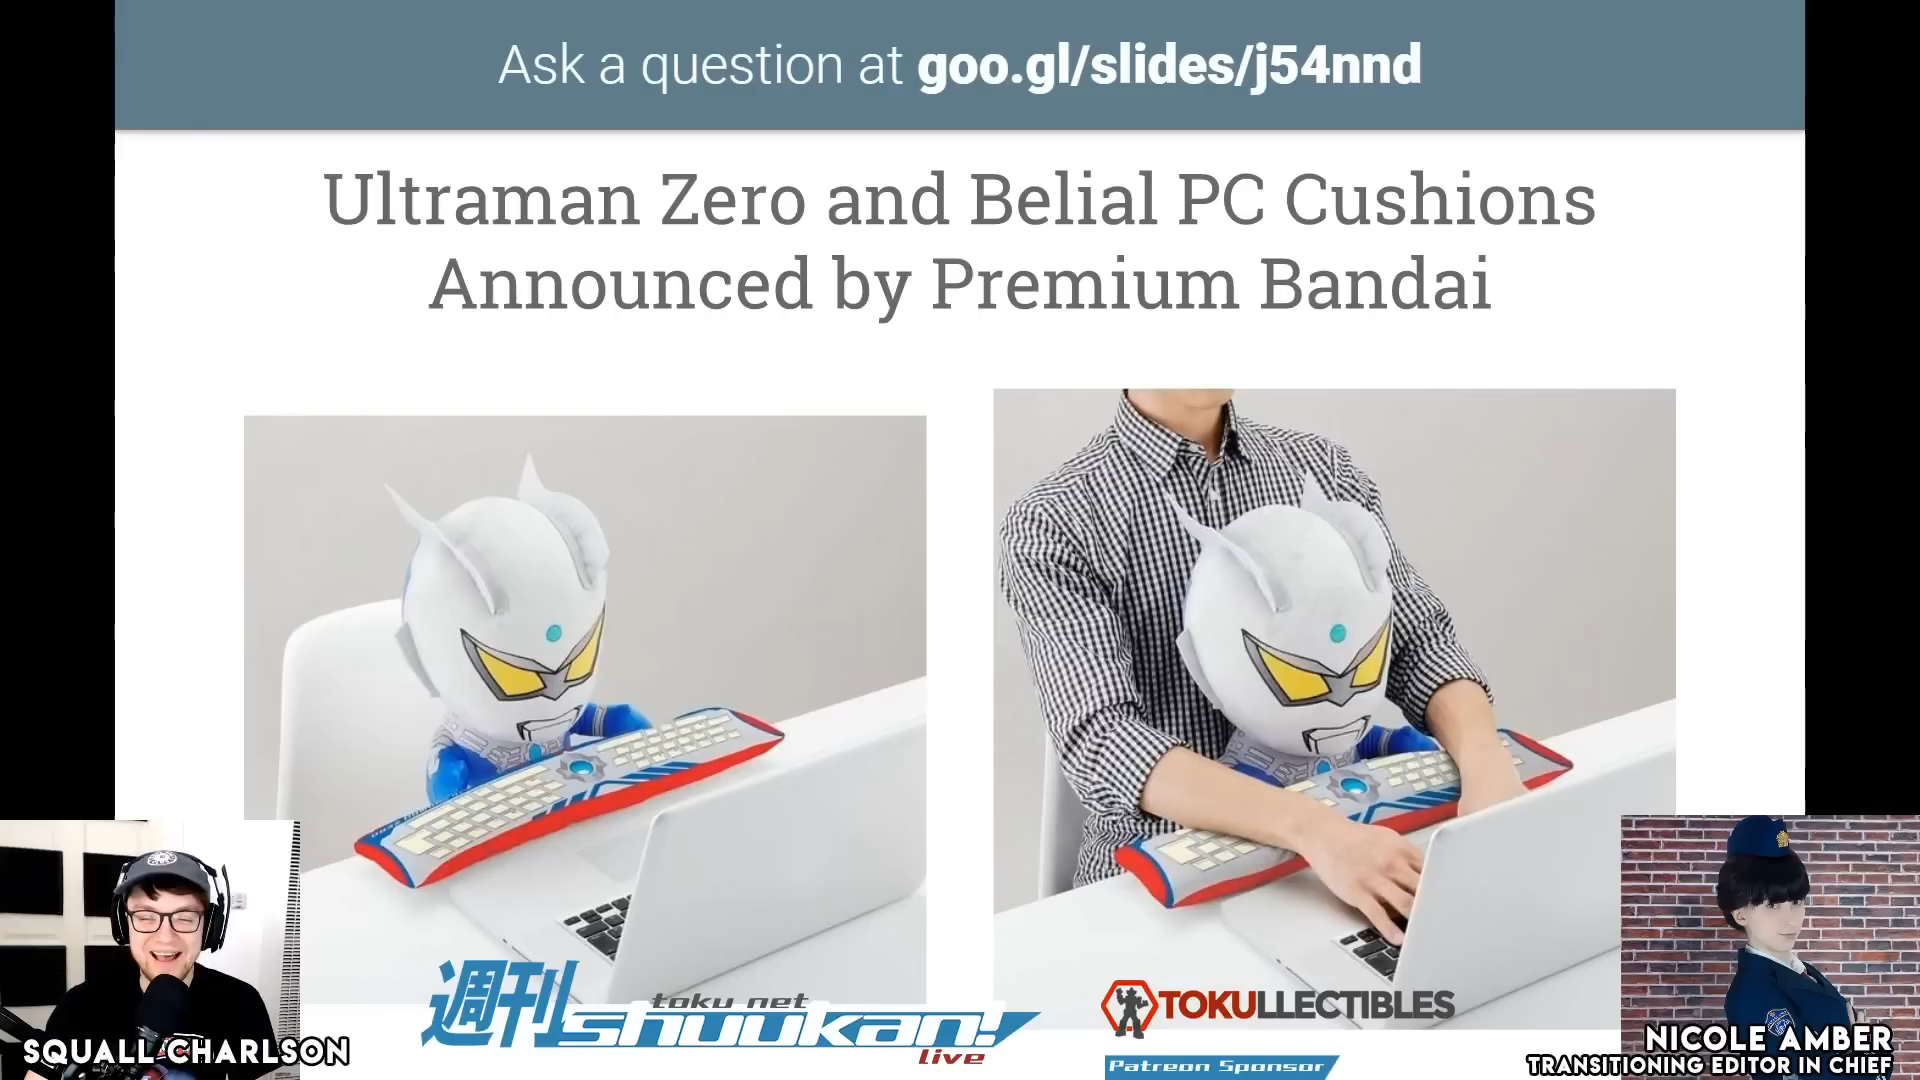 Ask a question at goo.gl/slides/j54nnd
Ultraman Zero and Belial PC Cushions
Announced by Premium Bandai
SQUALL CHARLSON
週刊
toku net
shuukan!
live
TOKULLECTIBLES
Patreon Sponsor
NICOLE AMBER
TRANSITIONING EDITOR IN CHIEF